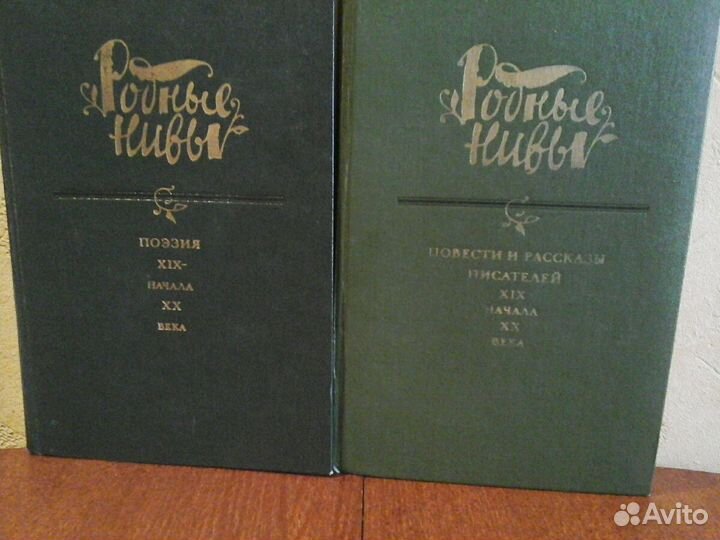 Родные
нивы
ПОЭЗИЯ
XIX-
НАЧАЛА
XX
ВЕКА
Родные
нивы
ПОВЕСТИ И РАССКАЗЫ
ПИСАТЕЛЕЙ
XIX
НАЧАЛА
XX
ВЕКА
Avito